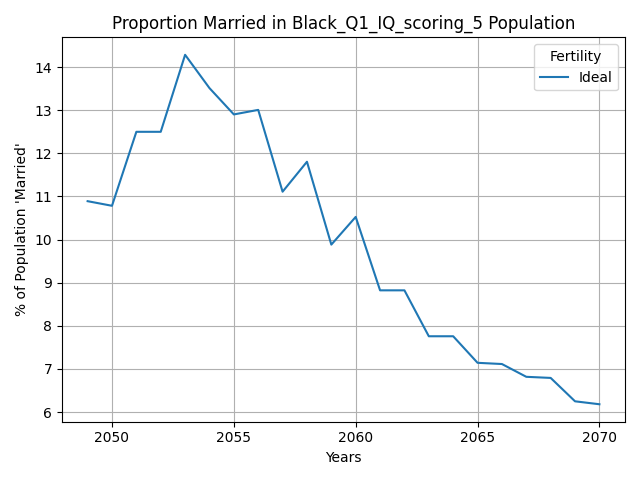 Proportion Married in Black_Q1_IQ_scoring_5 Population
Fertility
Ideal
% of Population 'Married'
14
13
12
11
10
9
8
7
6
2050 2055 2060 2065 2070
Years